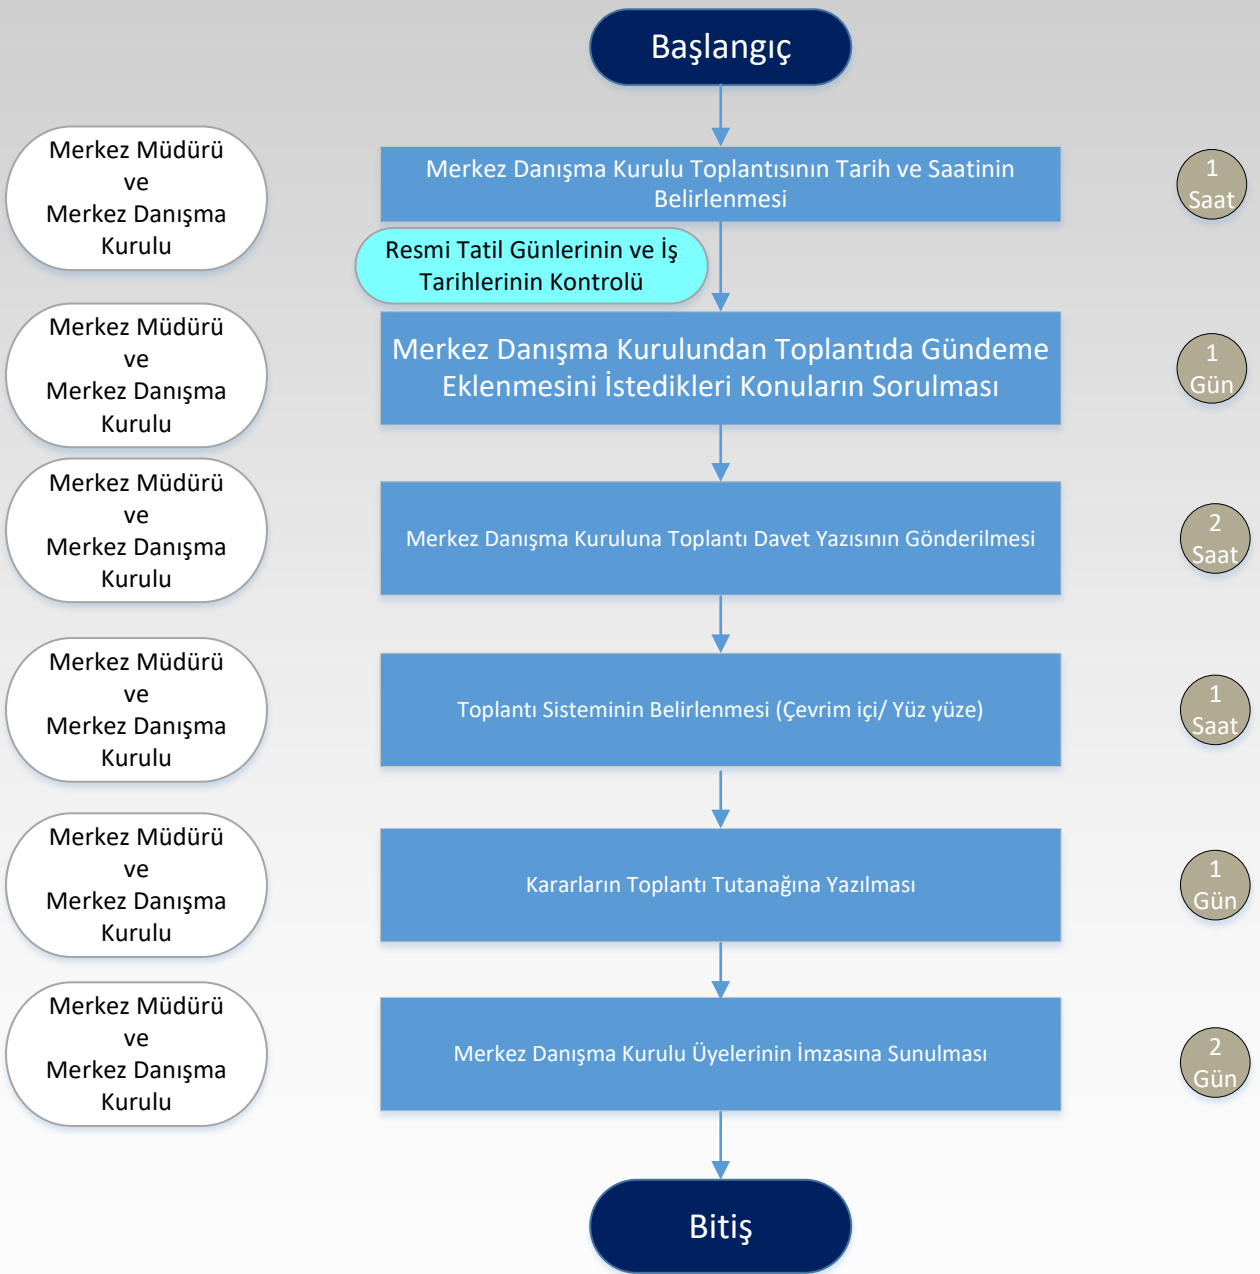 Başlangıç
Merkez Müdürü
ve
Merkez Danışma
Kurulu
Merkez Danışma Kurulu Toplantısının Tarih ve Saatinin
Belirlenmesi
1
Saat
Resmi Tatil Günlerinin ve İş
Tarihlerinin Kontrolü
Merkez Müdürü
ve
Merkez Danışma
Kurulu
Merkez Danışma Kurulundan Toplantıda Gündeme
Eklenmesini İstedikleri Konuların Sorulması
1
Gün
Merkez Müdürü
ve
Merkez Danışma
Kurulu
Merkez Danışma Kuruluna Toplantı Davet Yazısının Gönderilmesi
2
Saat
Merkez Müdürü
ve
Merkez Danışma
Kurulu
Toplantı Sisteminin Belirlenmesi (Çevrim içi/ Yüz yüze)
1
Saat
Merkez Müdürü
ve
Merkez Danışma
Kurulu
Kararların Toplantı Tutanağına Yazılması
1
Gün
Merkez Müdürü
ve
Merkez Danışma
Kurulu
Merkez Danışma Kurulu Üyelerinin İmzasına Sunulması
2
Gün
Bitiş